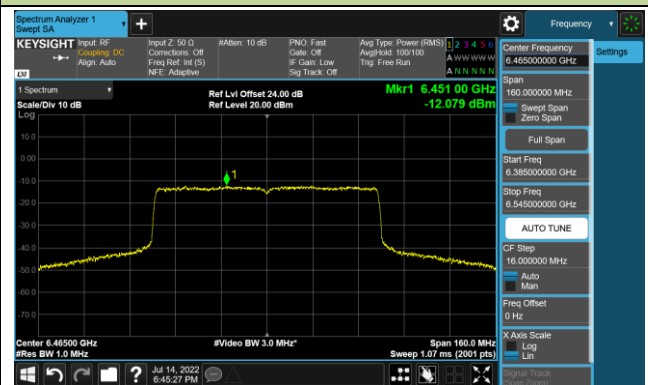 Spectrum Analyzer 1
Swept SA
Frequency
KEYSIGHT
Input: RF
Coupling: DC
Align: Auto
Input Z: 50 Ω
Corrections: Off
Freq Ref: Int (S)
NFE: Adaptive
#Atten: 10 dB
PNO: Fast
Gate: Off
IF Gain: Low
Sig Track: Off
Avg Type: Power (RMS)
Avg|Hold: 100/100
Trig: Free Run
1 2 3 4 5 6
A W W W W W
A N N N N N
LXI
1 Spectrum
Scale/Div 10 dB
Log
Ref Lvl Offset 24.00 dB
Ref Level 20.00 dBm
Mkr1 6.451 00 GHz
-12.079 dBm
10.0
0.00
-10.0
-20.0
-30.0
-40.0
-50.0
-60.0
-70.0
1
Center 6.46500 GHz
#Res BW 1.0 MHz
#Video BW 3.0 MHz*
Span 160.0 MHz
Sweep 1.07 ms (2001 pts)
Jul 14, 2022
6:45:27 PM
?
Center Frequency
6.465000000 GHz
Settings
Span
160.000000 MHz
Swept Span
Zero Span
Full Span
Start Freq
6.385000000 GHz
Stop Freq
6.545000000 GHz
AUTO TUNE
CF Step
16.000000 MHz
Auto
Man
Freq Offset
0 Hz
X Axis Scale
Log
Lin
Signal Track
(Span Zoom)